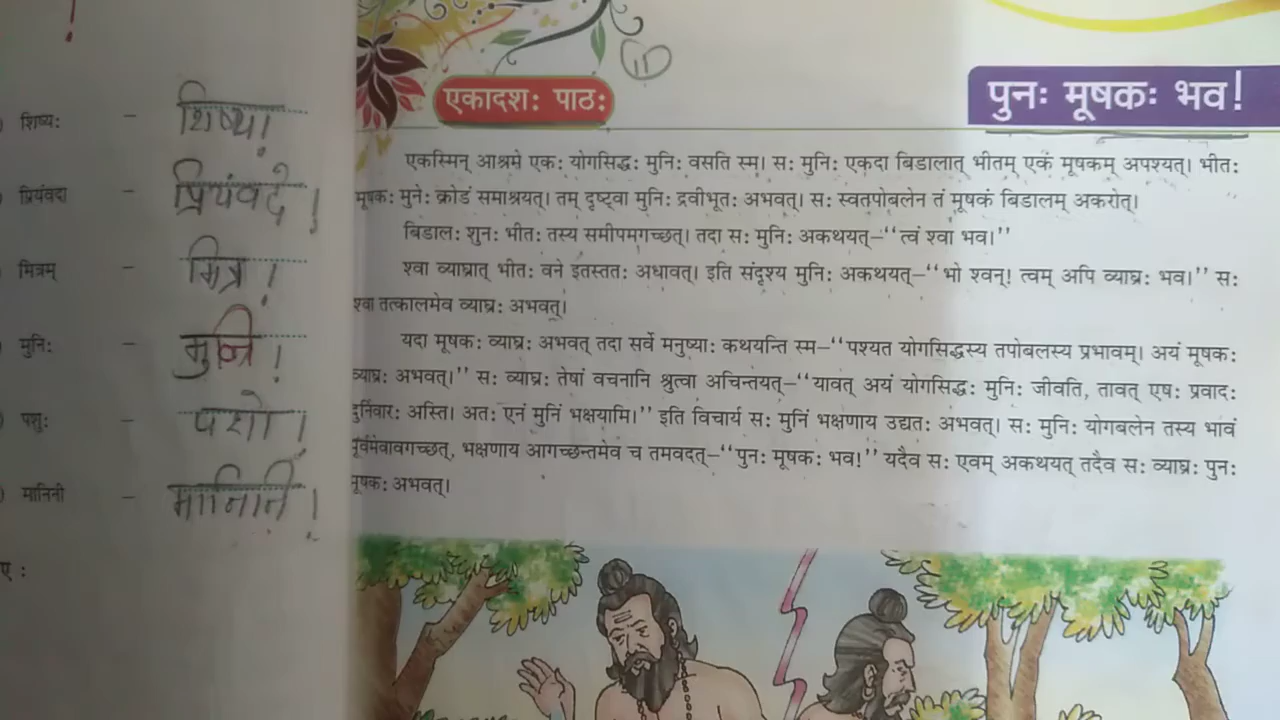 !
शिष्यः – शिष्य!
प्रियंवदा – प्रियंवदे!
मित्रम् – मित्र!
मुनिः –
पशुः – पशो!
मानिनी – मानिनि!
ए :
11
एकादशः पाठः
पुनः मूषकः भव!
एकस्मिन् आश्रमे एकः योगसिद्धः मुनिः वसति स्म। सः मुनिः एकदा बिडालात् भीतम् एकं मूषकम् अपश्यत्। भीतः
मूषकः मुनेः क्रोडं समाश्रयत्। तम् दृष्ट्वा मुनिः द्रवीभूतः अभवत्। सः स्वतपोबलेन तं मूषकं बिडालम् अकरोत्।
बिडालः शुनः भीतः तस्य समीपमगच्छत्। तदा सः मुनिः अकथयत्–“त्वं श्वा भव।”
श्वा व्याघ्रात् भीतः वने इतस्ततः अधावत्। इति संदृश्य मुनिः अकथयत्–“भो श्वन्! त्वम् अपि व्याघ्रः भव।” सः
श्वा तत्कालमेव व्याघ्रः अभवत्।
यदा मूषकः व्याघ्रः अभवत् तदा सर्वे मनुष्याः कथयन्ति स्म–“पश्यत योगसिद्धस्य तपोबलस्य प्रभावम्। अयं मूषकः
व्याघ्रः अभवत्।” सः व्याघ्रः तेषां वचनानि श्रुत्वा अचिन्तयत्–“यावत् अयं योगसिद्धः मुनिः जीवति, तावत् एषः प्रवादः
दुर्निवारः अस्ति। अतः एनं मुनिं भक्षयामि।” इति विचार्य सः मुनिं भक्षणाय उद्यतः अभवत्। सः मुनिः योगबलेन तस्य भावं
पूर्वमेवावगच्छत्, भक्षणाय आगच्छन्तमेव च तमवदत्–“पुनः मूषकः भव!” यदैव सः एवम् अकथयत् तदैव सः व्याघ्रः पुनः
मूषकः अभवत्।